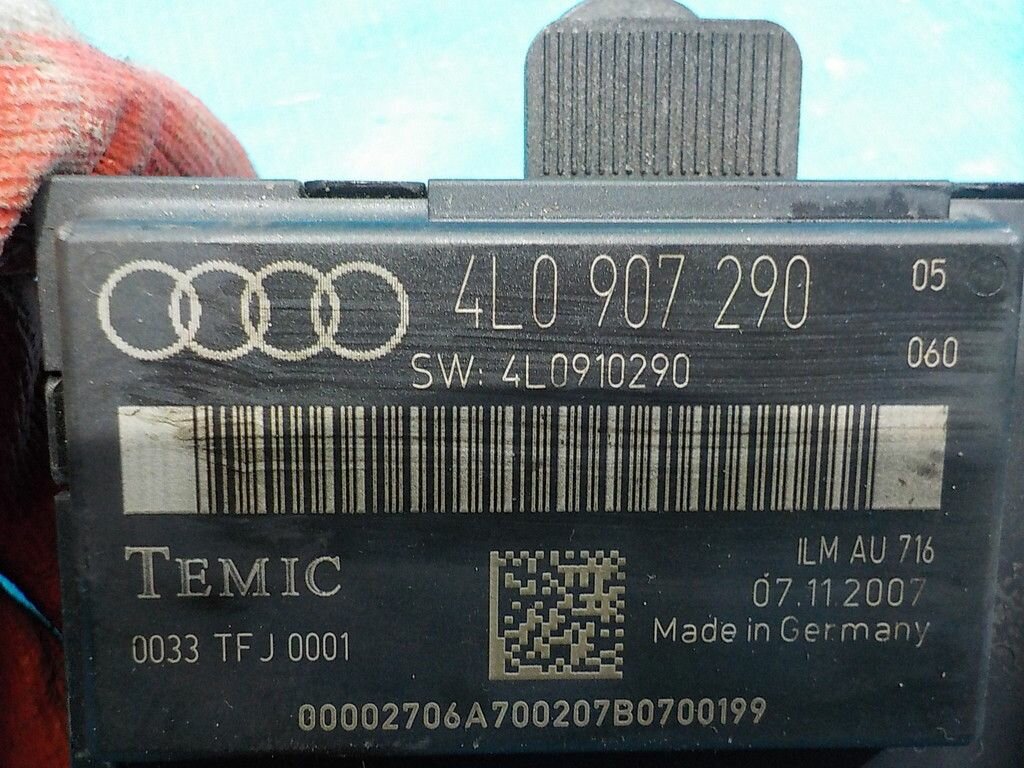 4L0 907 290 05
SW: 4L0910290 060
TEMIC
ILM AU 716
07.11.2007
0033 TFJ 0001
Made in Germany
00002706A700207B0700199